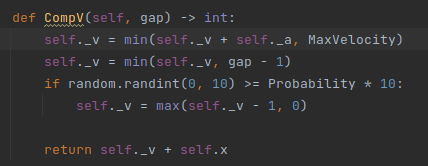 def CompV(self, gap) -> int:
    self._v = min(self._v + self._a, MaxVelocity)
    self._v = min(self._v, gap - 1)
    if random.randint(0, 10) >= Probability * 10:
        self._v = max(self._v - 1, 0)
    return self._v + self.x